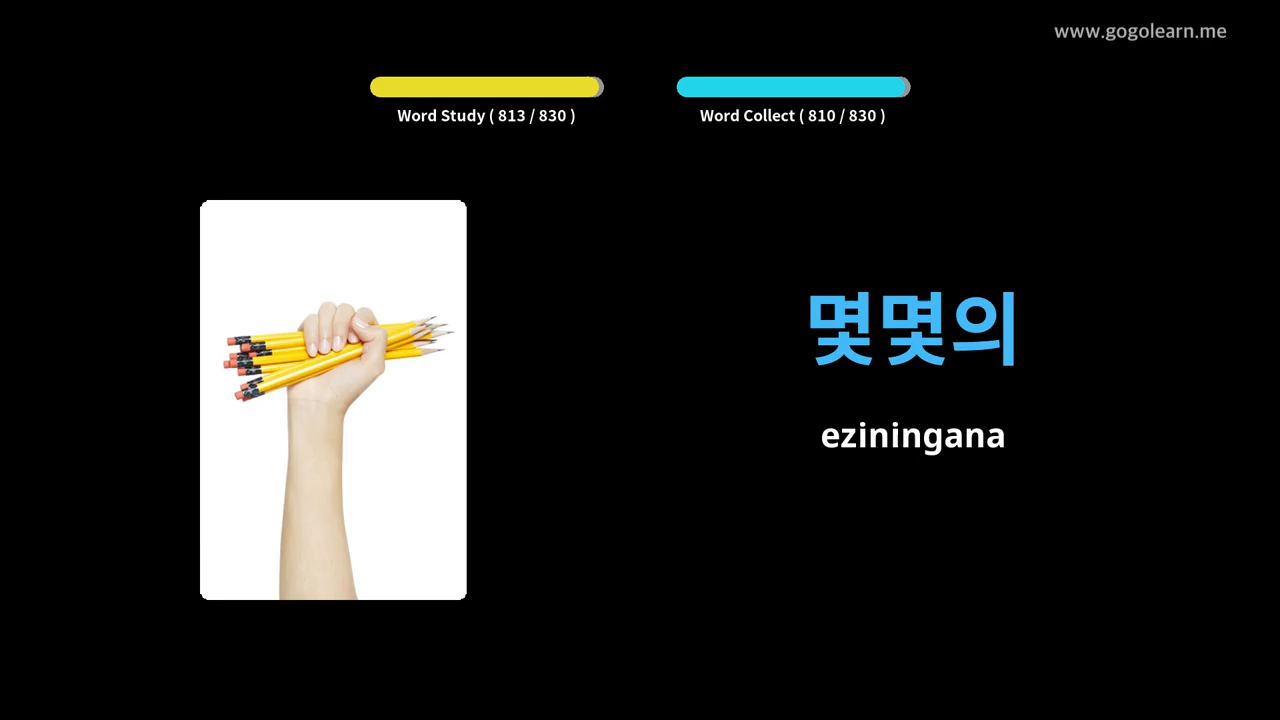 www.gogolearn.me
Word Study ( 813 / 830 )
Word Collect ( 810 / 830 )
몇몇의
eziningana